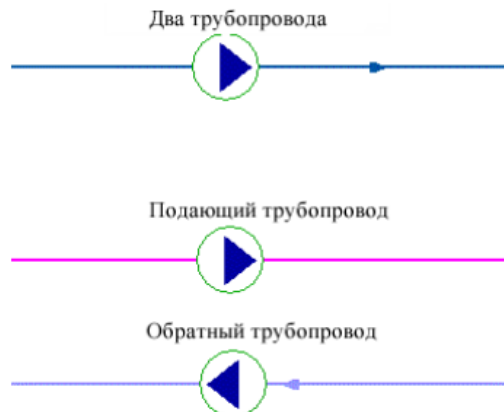 Два трубопровода
Подающий трубопровод
Обратный трубопровод